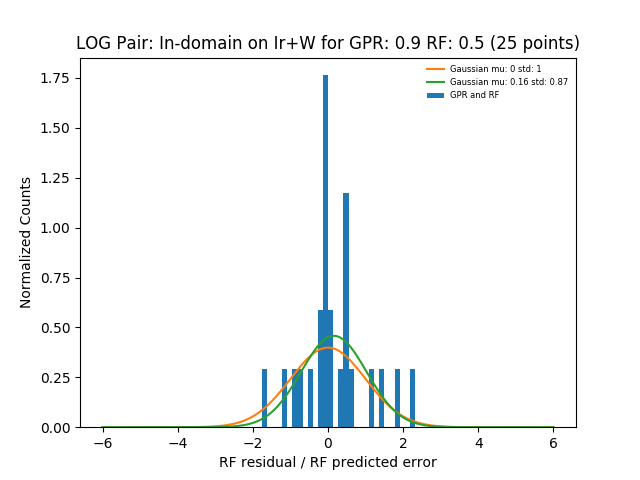 LOG Pair: In-domain on Ir+W for GPR: 0.9 RF: 0.5 (25 points)
Gaussian mu: 0 std: 1
Gaussian mu: 0.16 std: 0.87
GPR and RF
1.75
1.50
1.25
1.00
0.75
0.50
0.25
0.00
Normalized Counts
−6
−4
−2
0
2
4
6
RF residual / RF predicted error